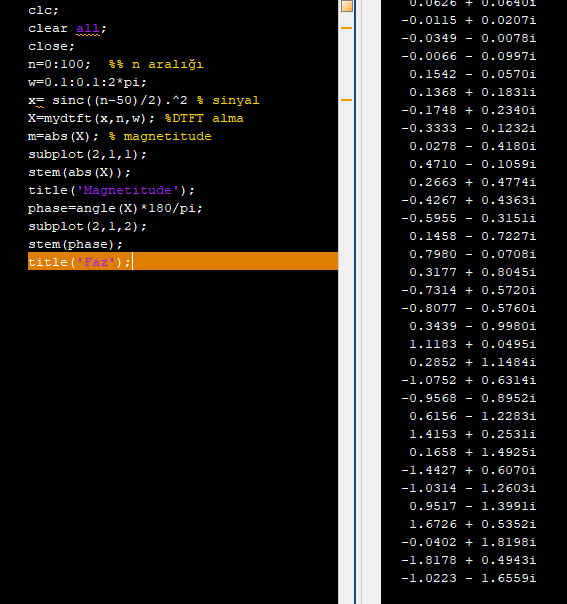 clc;
clear all;
close;
n=0:100;  %% n aralığı
w=0.1:0.1:2*pi;
x= sinc((n-50)/2).^2 % sinyal
X=mydtft(x,n,w); %DTFT alma
m=abs(X); % magnetitude
subplot(2,1,1);
stem(abs(X));
title('Magnetitude');
phase=angle(X)*180/pi;
subplot(2,1,2);
stem(phase);
title('Faz');
0.0626 + 0.0640i
-0.0115 + 0.0207i
-0.0349 - 0.0078i
-0.0066 - 0.0997i
0.1542 - 0.0570i
0.1368 + 0.1831i
-0.1748 + 0.2340i
-0.3333 - 0.1232i
0.0278 - 0.4180i
0.4710 - 0.1059i
0.2663 + 0.4774i
-0.4267 + 0.4363i
-0.5955 - 0.3151i
0.1458 - 0.7227i
0.7980 - 0.0708i
0.3177 + 0.8045i
-0.7314 + 0.5720i
-0.8077 - 0.5760i
0.3439 - 0.9980i
1.1183 + 0.0495i
0.2852 + 1.1484i
-1.0752 + 0.6314i
-0.9568 - 0.8952i
0.6156 - 1.2283i
1.4153 + 0.2531i
0.1658 + 1.4925i
-1.4427 + 0.6070i
-1.0314 - 1.2603i
0.9517 - 1.3991i
1.6726 + 0.5352i
-0.0402 + 1.8198i
-1.8178 + 0.4943i
-1.0223 - 1.6559i